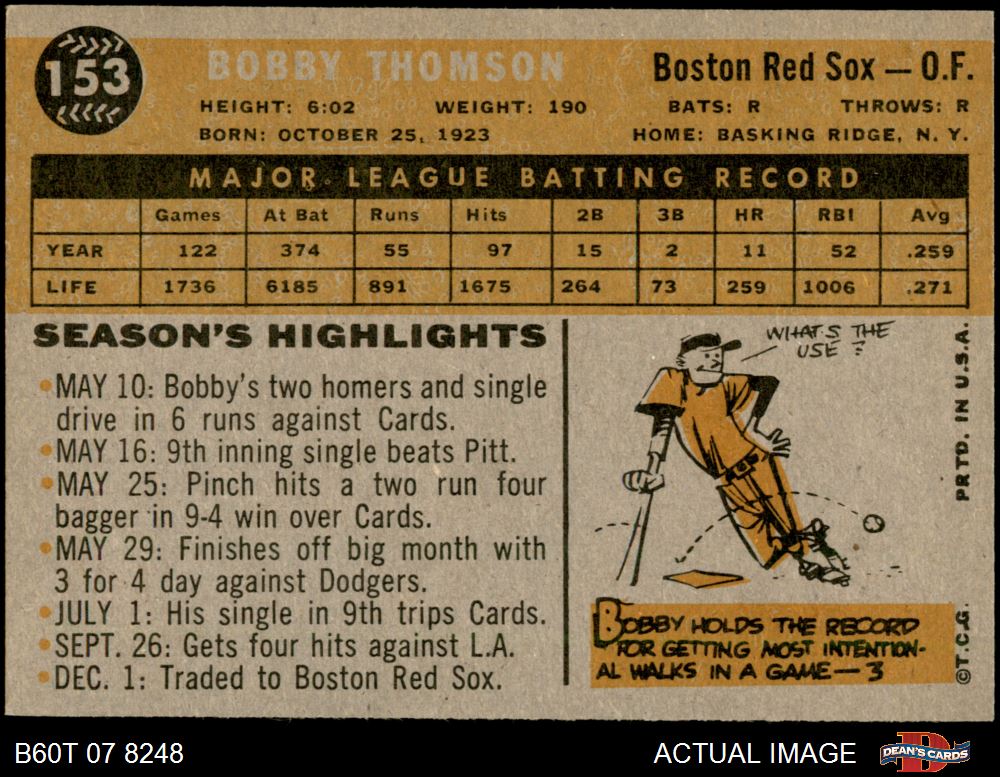 153
BOBBY THOMSON
Boston Red Sox — O.F.
HEIGHT: 6:02 WEIGHT: 190 BATS: R THROWS: R
BORN: OCTOBER 25, 1923 HOME: BASKING RIDGE, N. Y.
MAJOR LEAGUE BATTING RECORD
Games At Bat Runs Hits 2B 3B HR RBI Avg
YEAR 122 374 55 97 15 2 11 52 .259
LIFE 1736 6185 891 1675 264 73 259 1006 .271
SEASON'S HIGHLIGHTS
MAY 10: Bobby's two homers and single
drive in 6 runs against Cards.
MAY 16: 9th inning single beats Pitt.
MAY 25: Pinch hits a two run four
bagger in 9-4 win over Cards.
MAY 29: Finishes off big month with
3 for 4 day against Dodgers.
JULY 1: His single in 9th trips Cards.
SEPT. 26: Gets four hits against L.A.
DEC. 1: Traded to Boston Red Sox.
WHAT'S THE
USE ?
BOBBY HOLDS THE RECORD
FOR GETTING MOST INTENTION-
AL WALKS IN A GAME — 3
©T.C.G. PRTD. IN U.S.A.
B60T 07 8248
ACTUAL IMAGE
DEAN'S CARDS